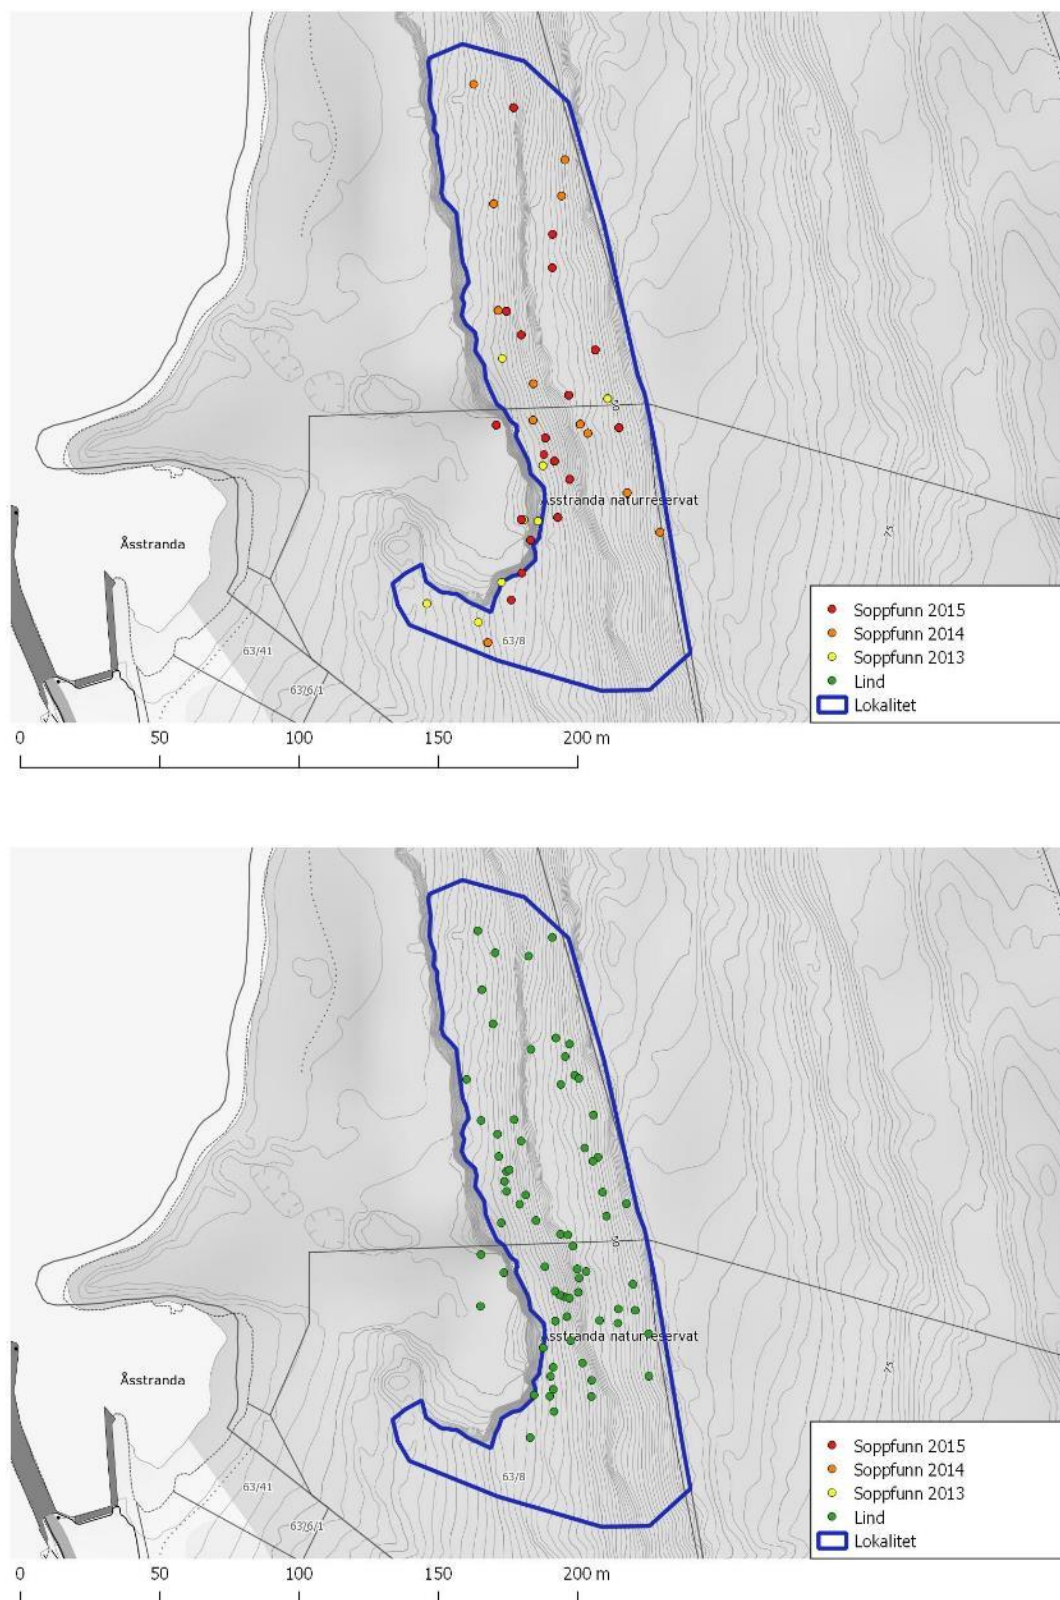 Åsstranda naturreservat
Åsstranda
75
63/8
63/41
63/6/1
Soppfunn 2015
Soppfunn 2014
Soppfunn 2013
Lind
Lokalitet
0 50 100 150 200 m
Åsstranda naturreservat
Åsstranda
75
63/8
63/41
63/6/1
Soppfunn 2015
Soppfunn 2014
Soppfunn 2013
Lind
Lokalitet
0 50 100 150 200 m